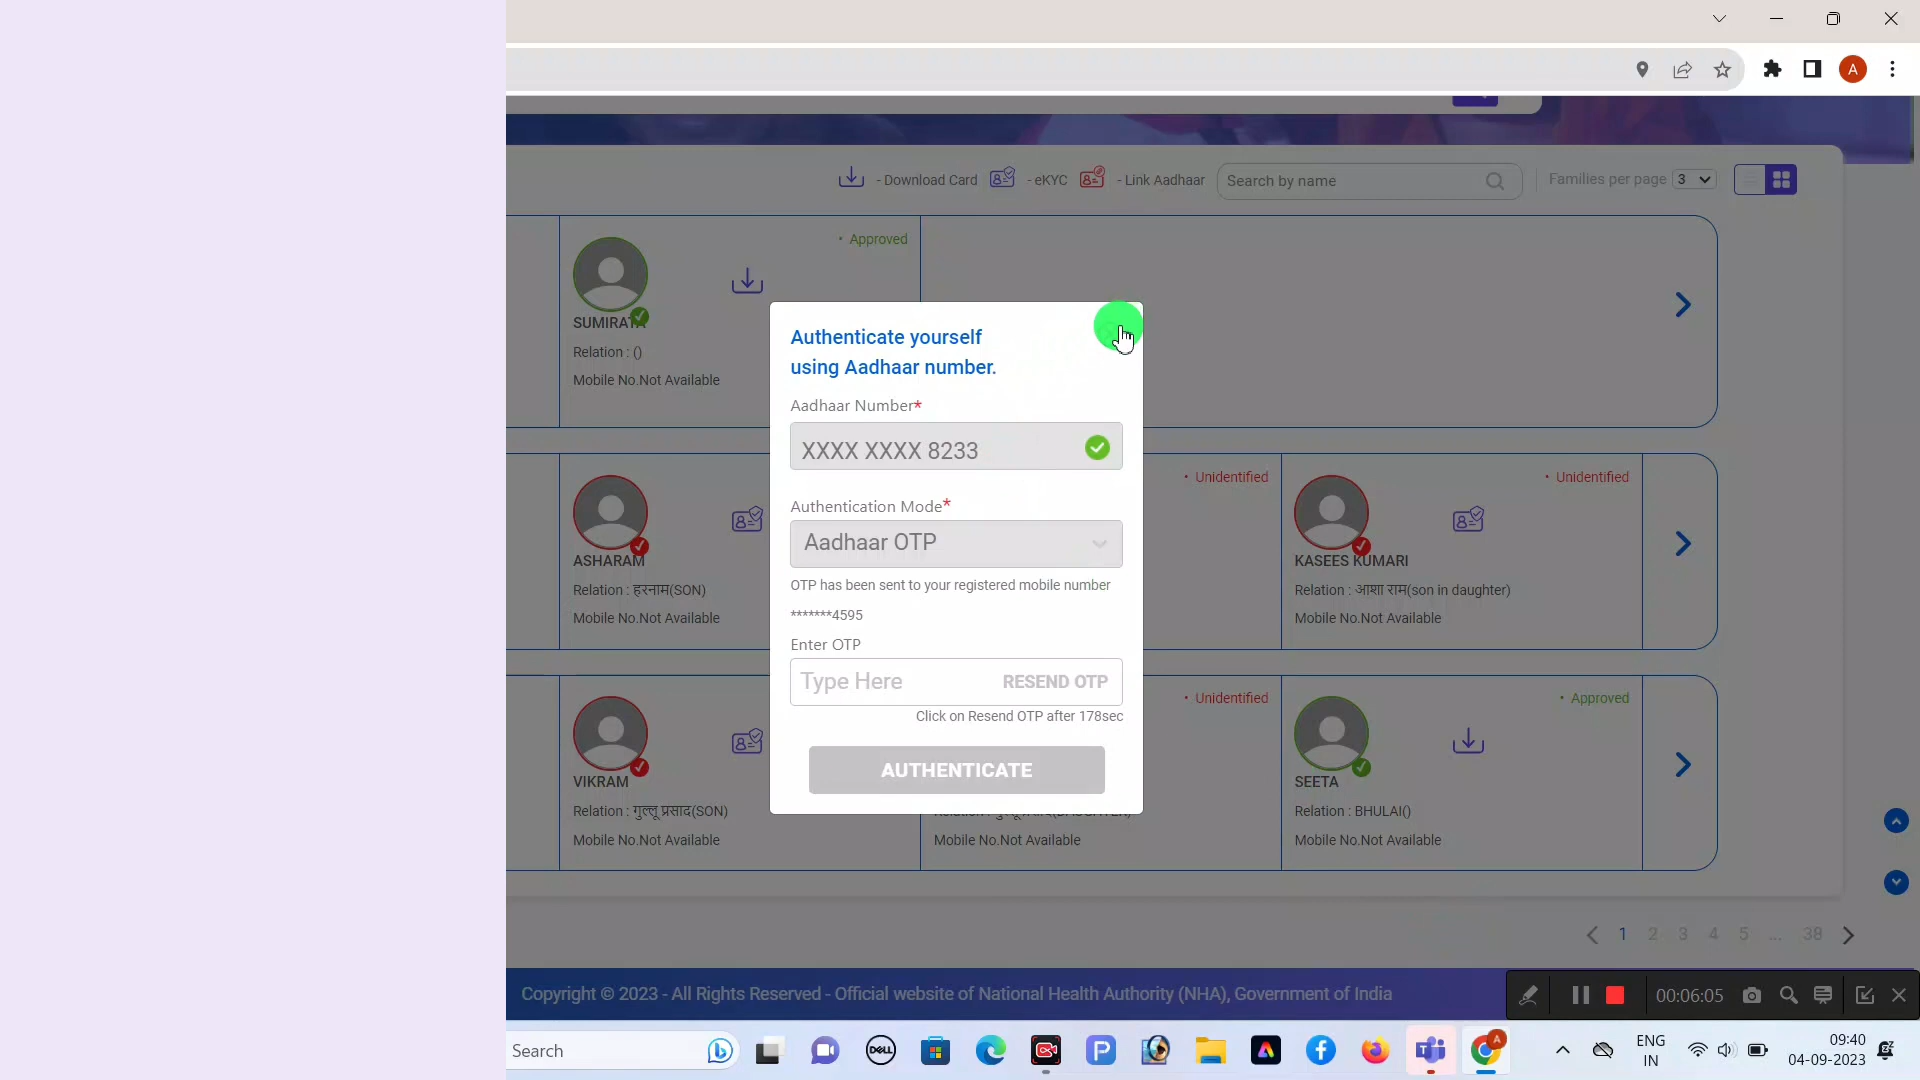 A
- Download Card
- eKYC
- Link Aadhaar
Search by name
Families per page 3
• Approved
SUMIRATA
Relation : ()
Mobile No.Not Available
Authenticate yourself
using Aadhaar number.
Aadhaar Number*
XXXX XXXX 8233
Authentication Mode*
Aadhaar OTP
OTP has been sent to your registered mobile number
*******4595
Enter OTP
Type Here RESEND OTP
Click on Resend OTP after 178sec
AUTHENTICATE
ASHARAM
Relation : हरनाम(SON)
Mobile No.Not Available
• Unidentified
• Unidentified
KASEES KUMARI
Relation : आशा राम(son in daughter)
Mobile No.Not Available
VIKRAM
Relation : गुल्लू प्रसाद(SON)
Mobile No.Not Available
• Unidentified
Mobile No.Not Available
• Approved
SEETA
Relation : BHULAI()
Mobile No.Not Available
1 2 3 4 5 ... 38
Copyright © 2023 - All Rights Reserved - Official website of National Health Authority (NHA), Government of India
00:06:05
Search
DELL
ENG
IN
09:40
04-09-2023